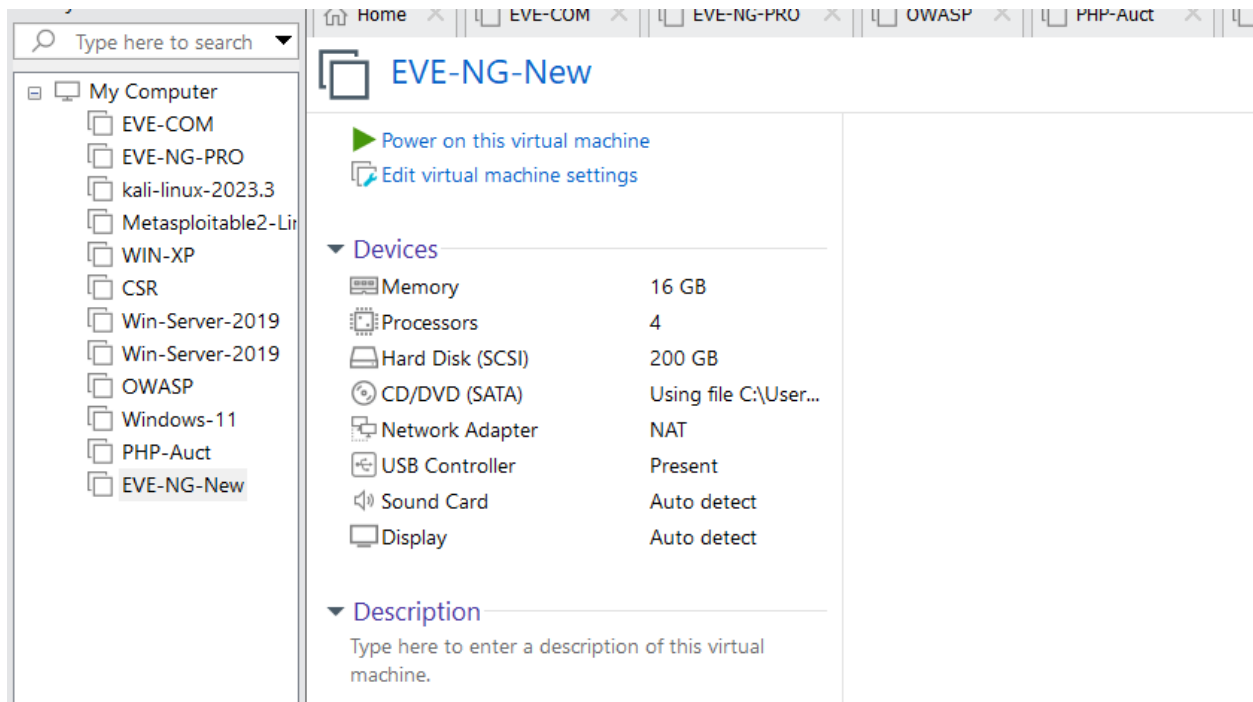 Type here to search
My Computer
EVE-COM
EVE-NG-PRO
kali-linux-2023.3
Metasploitable2-Lin
WIN-XP
CSR
Win-Server-2019
Win-Server-2019
OWASP
Windows-11
PHP-Auct
EVE-NG-New
Home EVE-COM EVE-NG-PRO OWASP PHP-Auct
EVE-NG-New
Power on this virtual machine
Edit virtual machine settings
Devices
Memory 16 GB
Processors 4
Hard Disk (SCSI) 200 GB
CD/DVD (SATA) Using file C:\User...
Network Adapter NAT
USB Controller Present
Sound Card Auto detect
Display Auto detect
Description
Type here to enter a description of this virtual
machine.